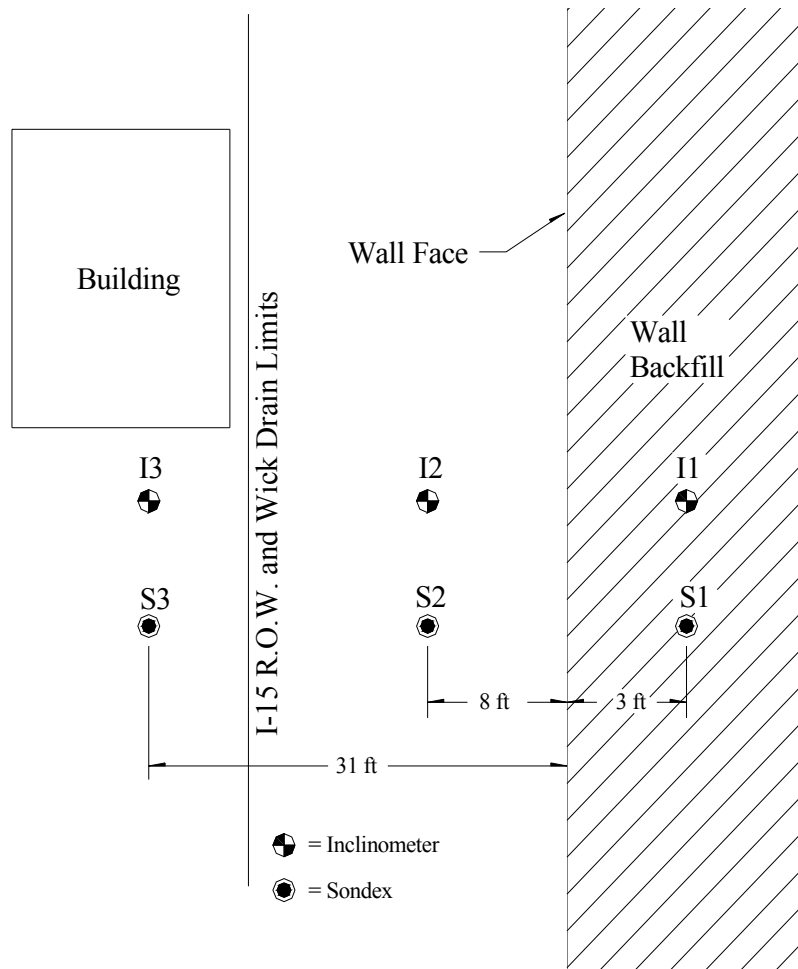 Wall Face
Building
I-15 R.O.W. and Wick Drain Limits
Wall
Backfill
I3
I2
I1
S3
S2
S1
8 ft
3 ft
31 ft
= Inclinometer
= Sondex